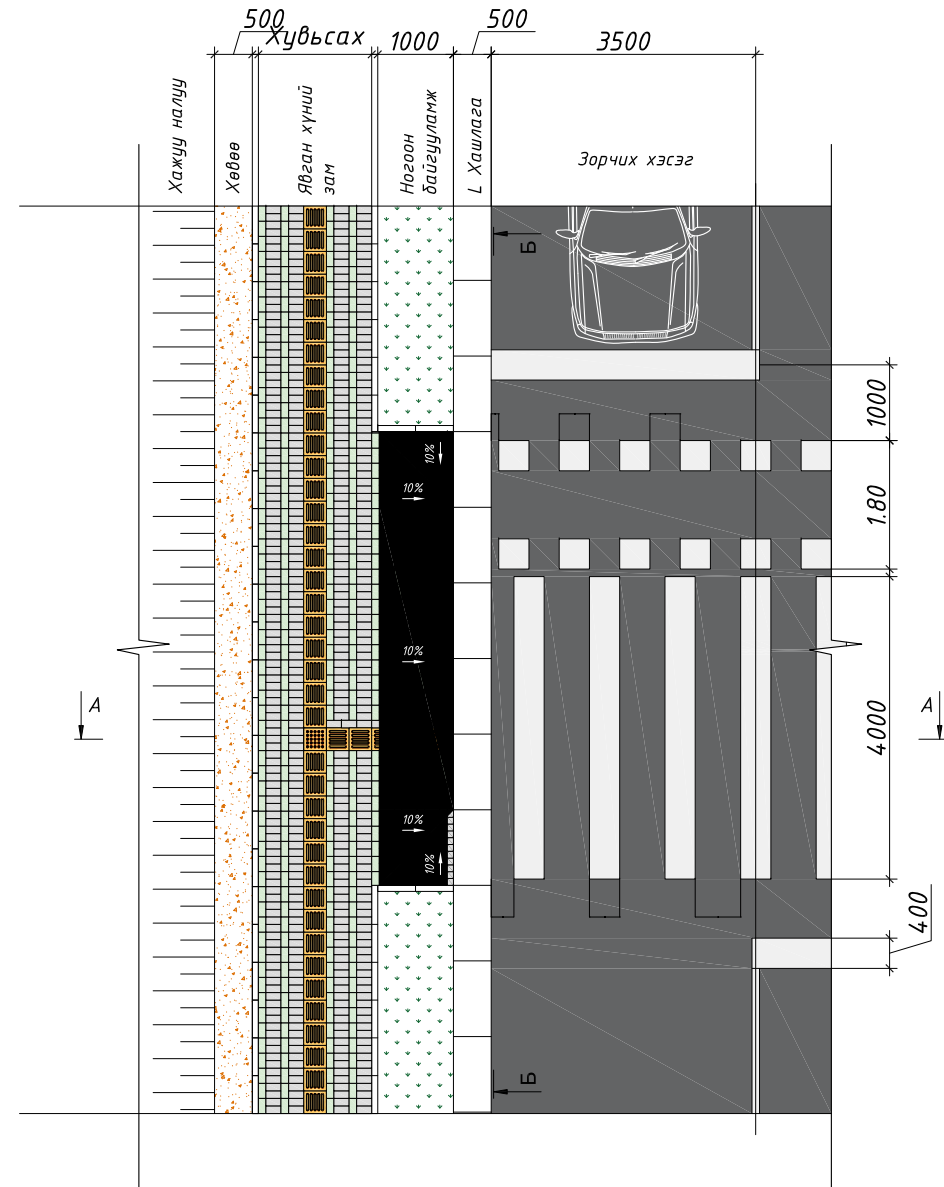 500
Хувьсах
1000
500
3500
Хажуу налуу
Хөвөө
Явган хүний
зам
Ногоон
байгууламж
L Хашлага
Зорчих хэсэг
Б
1000
10%
10%
1.80
10%
А
А
4000
10%
10%
400
Б